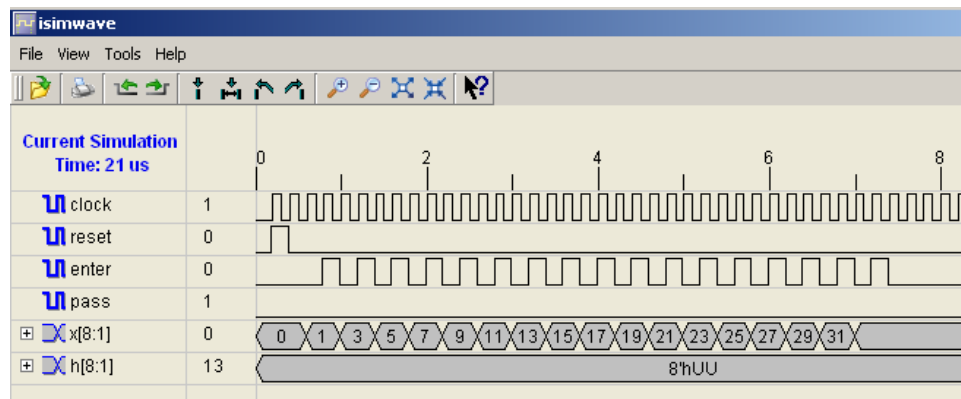 isimwave
File View Tools Help
Current Simulation
Time: 21 us
0 2 4 6 8
clock 1
reset 0
enter 0
pass 1
x[8:1] 0 0 1 3 5 7 9 11 13 15 17 19 21 23 25 27 29 31
h[8:1] 13 8'hUU